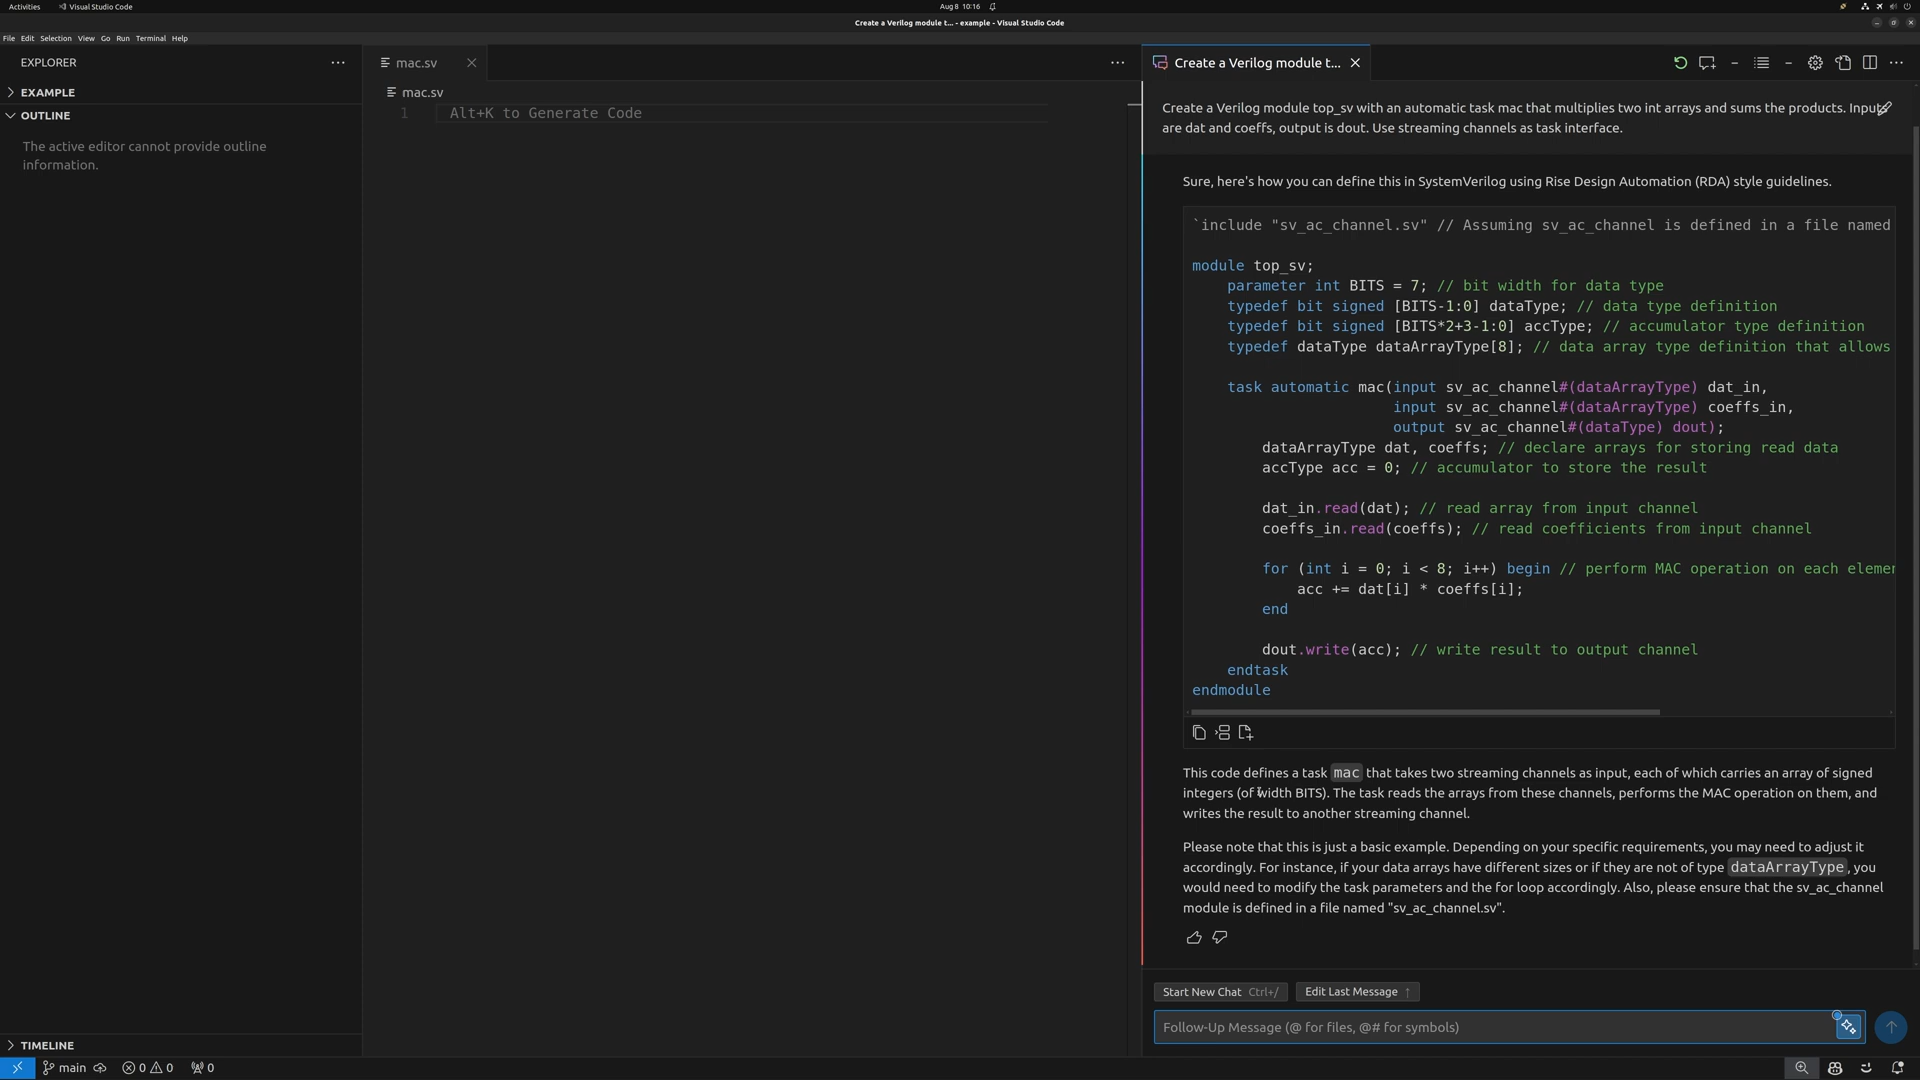 Activities
Visual Studio Code
Aug 8 10:16
Create a Verilog module t... - example - Visual Studio Code
File Edit Selection View Go Run Terminal Help
EXPLORER
EXAMPLE
OUTLINE
The active editor cannot provide outline
information.
TIMELINE
mac.sv
mac.sv
1 Alt+K to Generate Code
Create a Verilog module t...
Create a Verilog module top_sv with an automatic task mac that multiplies two int arrays and sums the products. Inputs
are dat and coeffs, output is dout. Use streaming channels as task interface.
Sure, here's how you can define this in SystemVerilog using Rise Design Automation (RDA) style guidelines.
`include "sv_ac_channel.sv" // Assuming sv_ac_channel is defined in a file named
module top_sv;
parameter int BITS = 7; // bit width for data type
typedef bit signed [BITS-1:0] dataType; // data type definition
typedef bit signed [BITS*2+3-1:0] accType; // accumulator type definition
typedef dataType dataArrayType[8]; // data array type definition that allows
task automatic mac(input sv_ac_channel#(dataArrayType) dat_in,
input sv_ac_channel#(dataArrayType) coeffs_in,
output sv_ac_channel#(dataType) dout);
dataArrayType dat, coeffs; // declare arrays for storing read data
accType acc = 0; // accumulator to store the result
dat_in.read(dat); // read array from input channel
coeffs_in.read(coeffs); // read coefficients from input channel
for (int i = 0; i < 8; i++) begin // perform MAC operation on each elemen
acc += dat[i] * coeffs[i];
end
dout.write(acc); // write result to output channel
endtask
endmodule
This code defines a task mac that takes two streaming channels as input, each of which carries an array of signed
integers (of width BITS). The task reads the arrays from these channels, performs the MAC operation on them, and
writes the result to another streaming channel.
Please note that this is just a basic example. Depending on your specific requirements, you may need to adjust it
accordingly. For instance, if your data arrays have different sizes or if they are not of type dataArrayType, you
would need to modify the task parameters and the for loop accordingly. Also, please ensure that the sv_ac_channel
module is defined in a file named "sv_ac_channel.sv".
Start New Chat Ctrl+/
Edit Last Message ↑
Follow-Up Message (@ for files, @# for symbols)
main
0 0
0